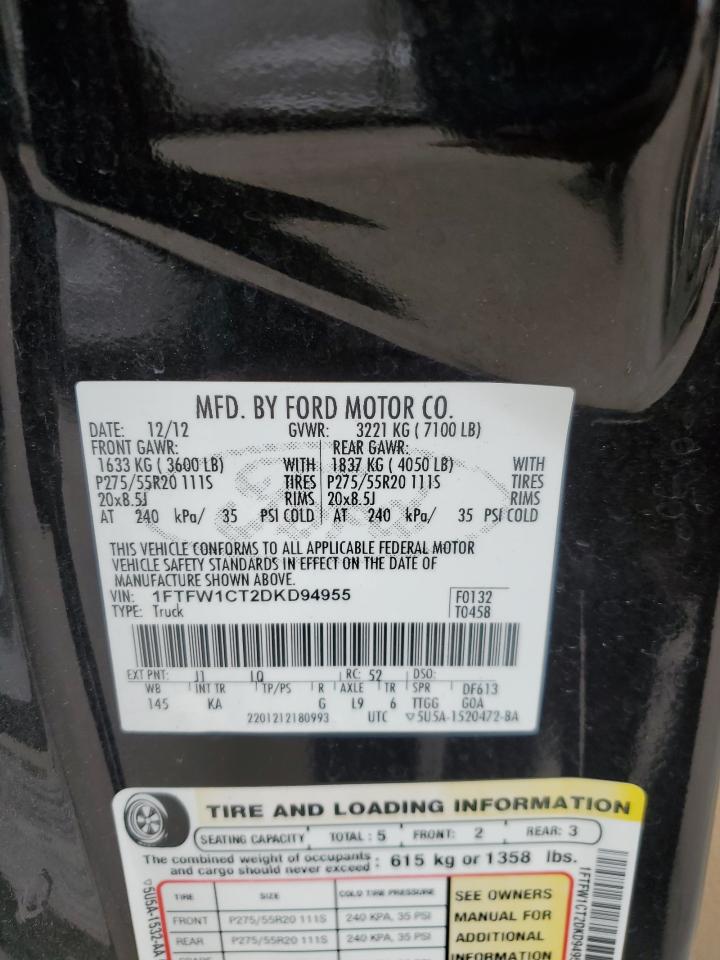 MFD. BY FORD MOTOR CO.
DATE: 12/12 GVWR: 3221 KG ( 7100 LB)
FRONT GAWR: REAR GAWR:
1633 KG ( 3600 LB) WITH 1837 KG ( 4050 LB) WITH
P275/55R20 111S TIRES P275/55R20 111S TIRES
20x8.5J RIMS 20x8.5J RIMS
AT 240 kPa/ 35 PSI COLD AT 240 kPa/ 35 PSI COLD
THIS VEHICLE CONFORMS TO ALL APPLICABLE FEDERAL MOTOR
VEHICLE SAFETY STANDARDS IN EFFECT ON THE DATE OF
MANUFACTURE SHOWN ABOVE.
VIN: 1FTFW1CT2DKD94955 F0132
TYPE: Truck T0458
EXT PNT: J1 LQ RC: 52 DSO:
WB INT TR TP/PS R AXLE TR SPR DF613
145 KA G L9 6 TTGG GOA
2201212180993 UTC ▽5U5A-1520472-BA
TIRE AND LOADING INFORMATION
SEATING CAPACITY TOTAL : 5 FRONT: 2 REAR: 3
The combined weight of occupants
and cargo should never exceed : 615 kg or 1358 lbs.
TIRE SIZE COLD TIRE PRESSURE SEE OWNERS
FRONT P275/55R20 111S 240 KPA, 35 PSI MANUAL FOR
REAR P275/55R20 111S 240 KPA, 35 PSI ADDITIONAL
INFORMATION
▽5U5A-1532-AA